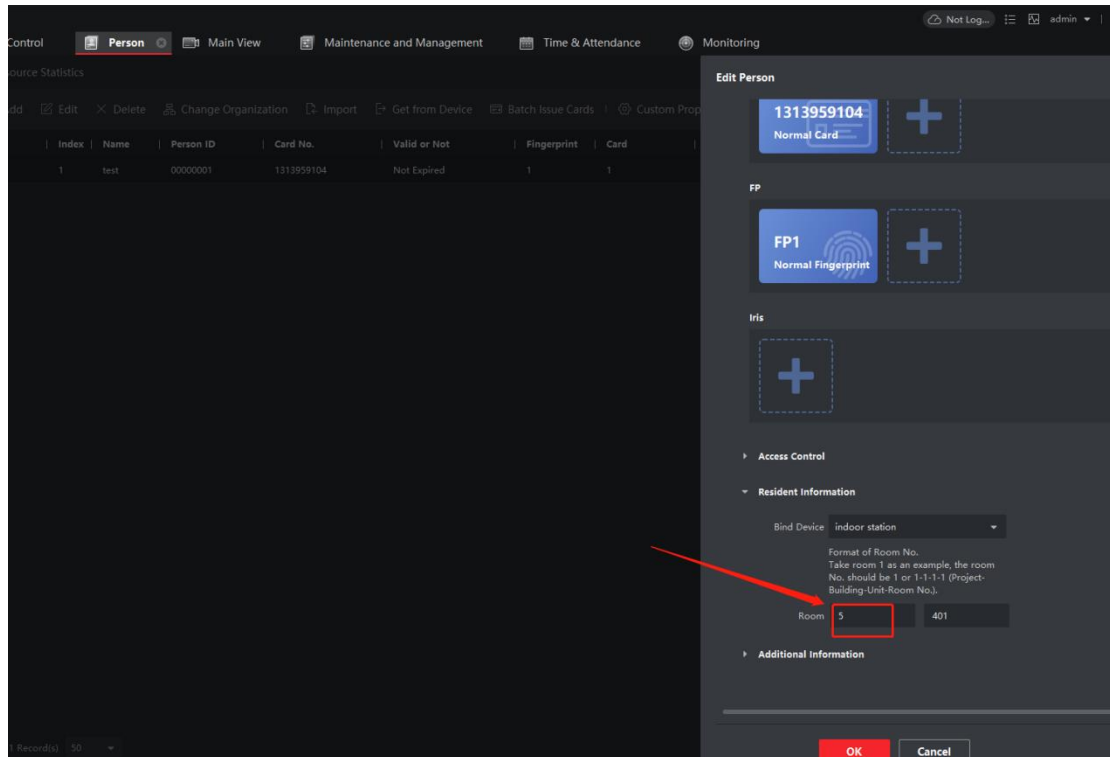 Not Log... admin
Control Person Main View Maintenance and Management Time & Attendance Monitoring
source Statistics
Add Edit Delete Change Organization Import Get from Device Batch Issue Cards Custom Prop
Index Name Person ID Card No. Valid or Not Fingerprint Card
1 test 00000001 1313959104 Not Expired 1 1
Edit Person
1313959104
Normal Card
FP
FP1
Normal Fingerprint
Iris
Access Control
Resident Information
Bind Device indoor station
Format of Room No.
Take room 1 as an example, the room
No. should be 1 or 1-1-1-1 (Project-
Building-Unit-Room No.).
Room 5 401
Additional Information
1 Record(s) 50
OK Cancel